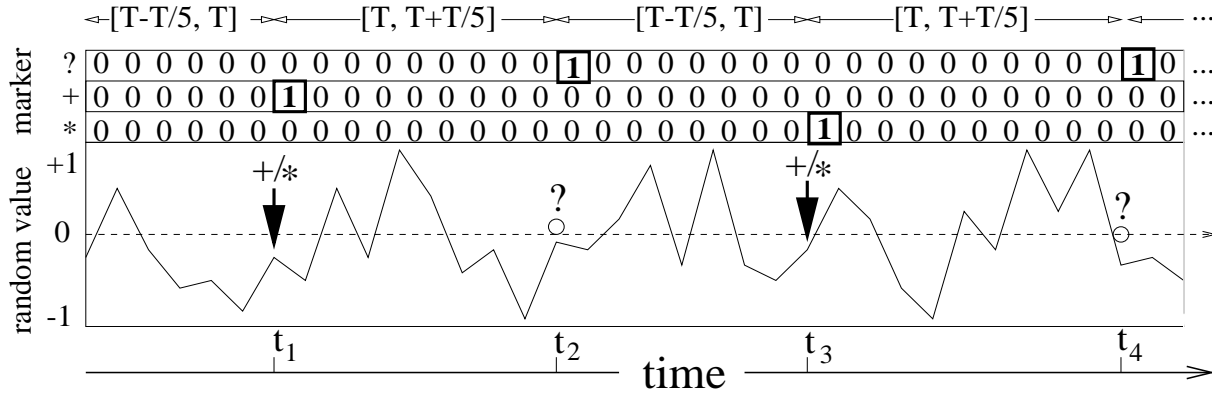 [T-T/5, T] [T, T+T/5] [T-T/5, T] [T, T+T/5] ...
marker
? 0 0 0 0 0 0 0 0 0 0 0 0 0 0 0 1 0 0 0 0 0 0 0 0 0 0 0 0 0 0 0 0 0 1 0 ...
+ 0 0 0 0 0 0 1 0 0 0 0 0 0 0 0 0 0 0 0 0 0 0 0 0 0 0 0 0 0 0 0 0 0 0 0 ...
* 0 0 0 0 0 0 0 0 0 0 0 0 0 0 0 0 0 0 0 0 0 0 0 1 0 0 0 0 0 0 0 0 0 0 0 ...
random value
+1
0
-1
+/*
?
+/*
?
t1 t2 t3 t4
time